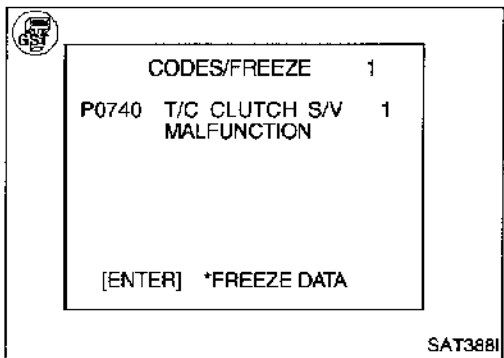 GST
CODES/FREEZE 1
P0740 T/C CLUTCH S/V 1
MALFUNCTION
[ENTER] *FREEZE DATA
SAT388I